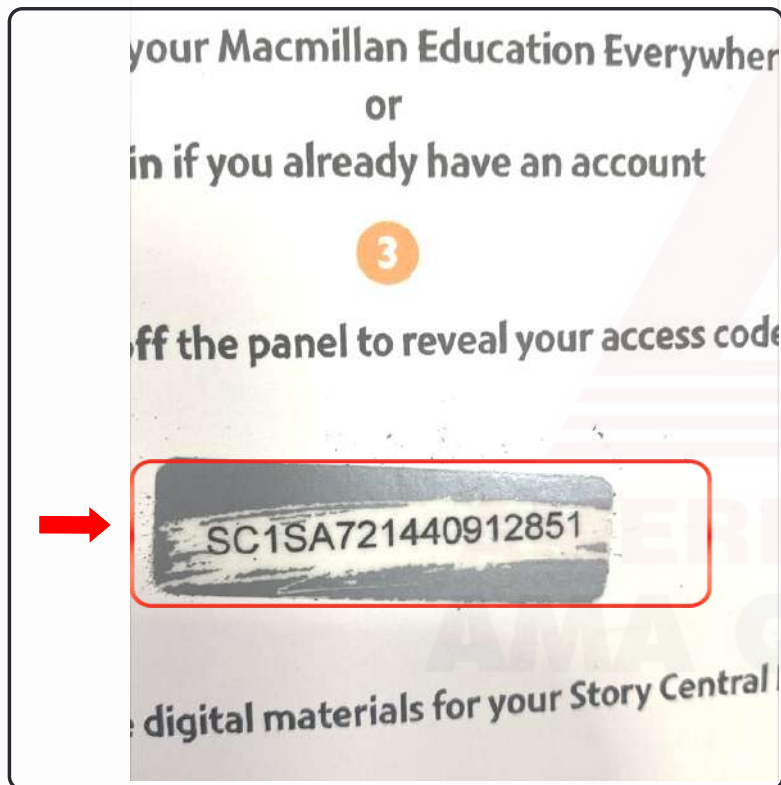 your Macmillan Education Everywher
or
in if you already have an account
3
off the panel to reveal your access code
SC1SA721440912851
digital materials for your Story Central